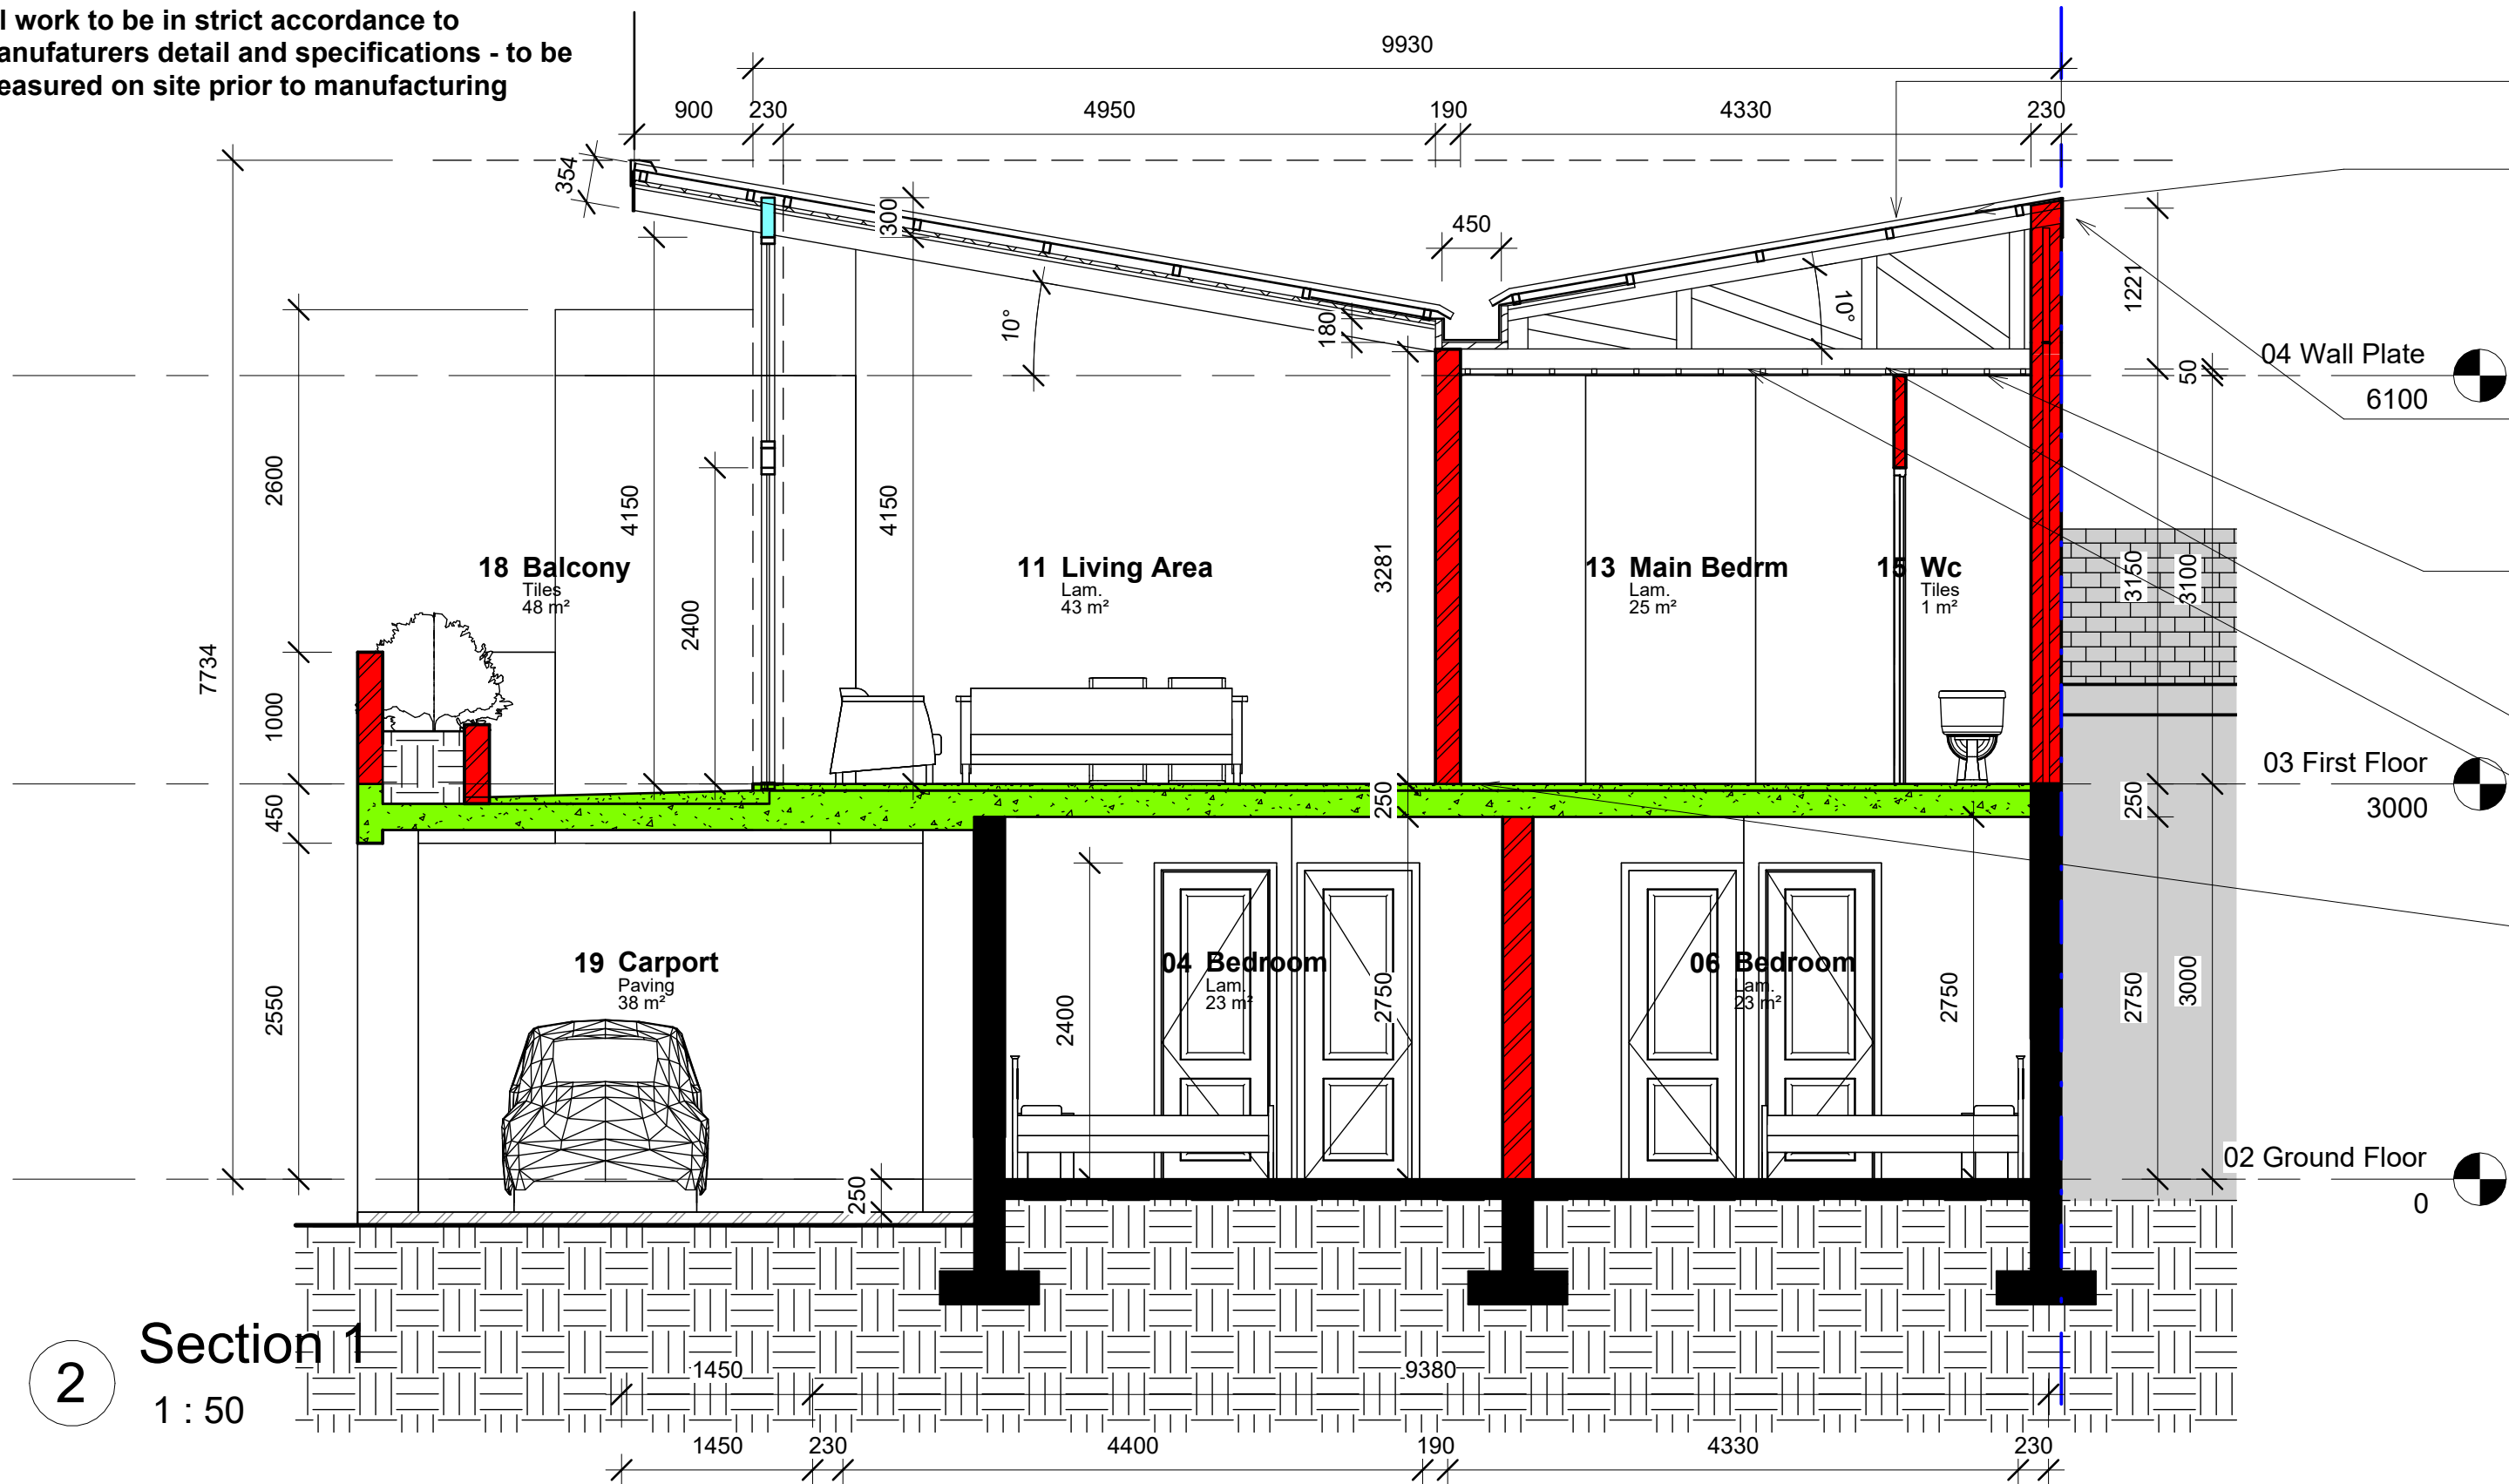 l work to be in strict accordance to
anufaturers detail and specifications - to be
easured on site prior to manufacturing
9930
900 230 4950 190 4330 230
354
300
450
1221
10°
10°
180
04 Wall Plate
50
6100
2600
4150
4150
2400
3281
3150
3100
18 Balcony
Tiles
48 m²
11 Living Area
Lam.
43 m²
13 Main Bedrm
Lam.
25 m²
15 Wc
Tiles
1 m²
7734
1000
450
250
250
03 First Floor
3000
19 Carport
Paving
38 m²
04 Bedroom
Lam.
23 m²
06 Bedroom
Lam.
23 m²
2550
2400
2750
2750
2750
3000
250
02 Ground Floor
0
2
Section 1
1 : 50
1450 9380
1450 230 4400 190 4330 230